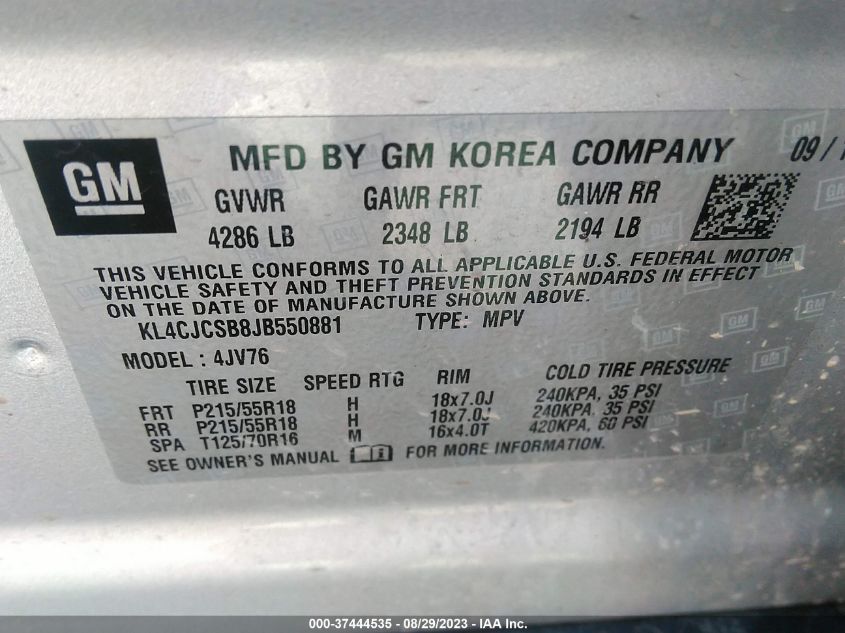 GM
MFD BY GM KOREA COMPANY 09/1
GVWR GAWR FRT GAWR RR
4286 LB 2348 LB 2194 LB
THIS VEHICLE CONFORMS TO ALL APPLICABLE U.S. FEDERAL MOTOR
VEHICLE SAFETY AND THEFT PREVENTION STANDARDS IN EFFECT
ON THE DATE OF MANUFACTURE SHOWN ABOVE.
KL4CJCSB8JB550881 TYPE: MPV
MODEL: 4JV76
TIRE SIZE SPEED RTG RIM COLD TIRE PRESSURE
FRT P215/55R18 H 18x7.0J 240KPA, 35 PSI
RR P215/55R18 H 18x7.0J 240KPA, 35 PSI
SPA T125/70R16 M 16x4.0T 420KPA, 60 PSI
SEE OWNER'S MANUAL FOR MORE INFORMATION.
000-37444535 - 08/29/2023 - IAA Inc.